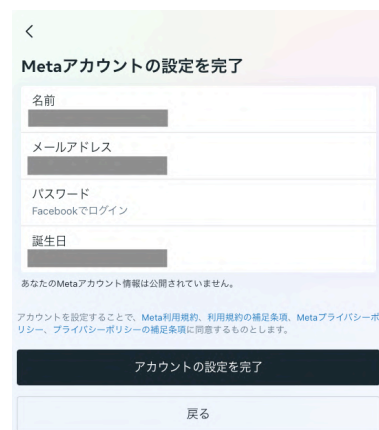 Metaアカウントの設定を完了
名前
メールアドレス
パスワード
Facebookでログイン
誕生日
あなたのMetaアカウント情報は公開されていません。
アカウントを設定することで、Meta利用規約、利用規約の補足条項、Metaプライバシーポ
リシー、プライバシーポリシーの補足条項に同意するものとします。
アカウントの設定を完了
戻る